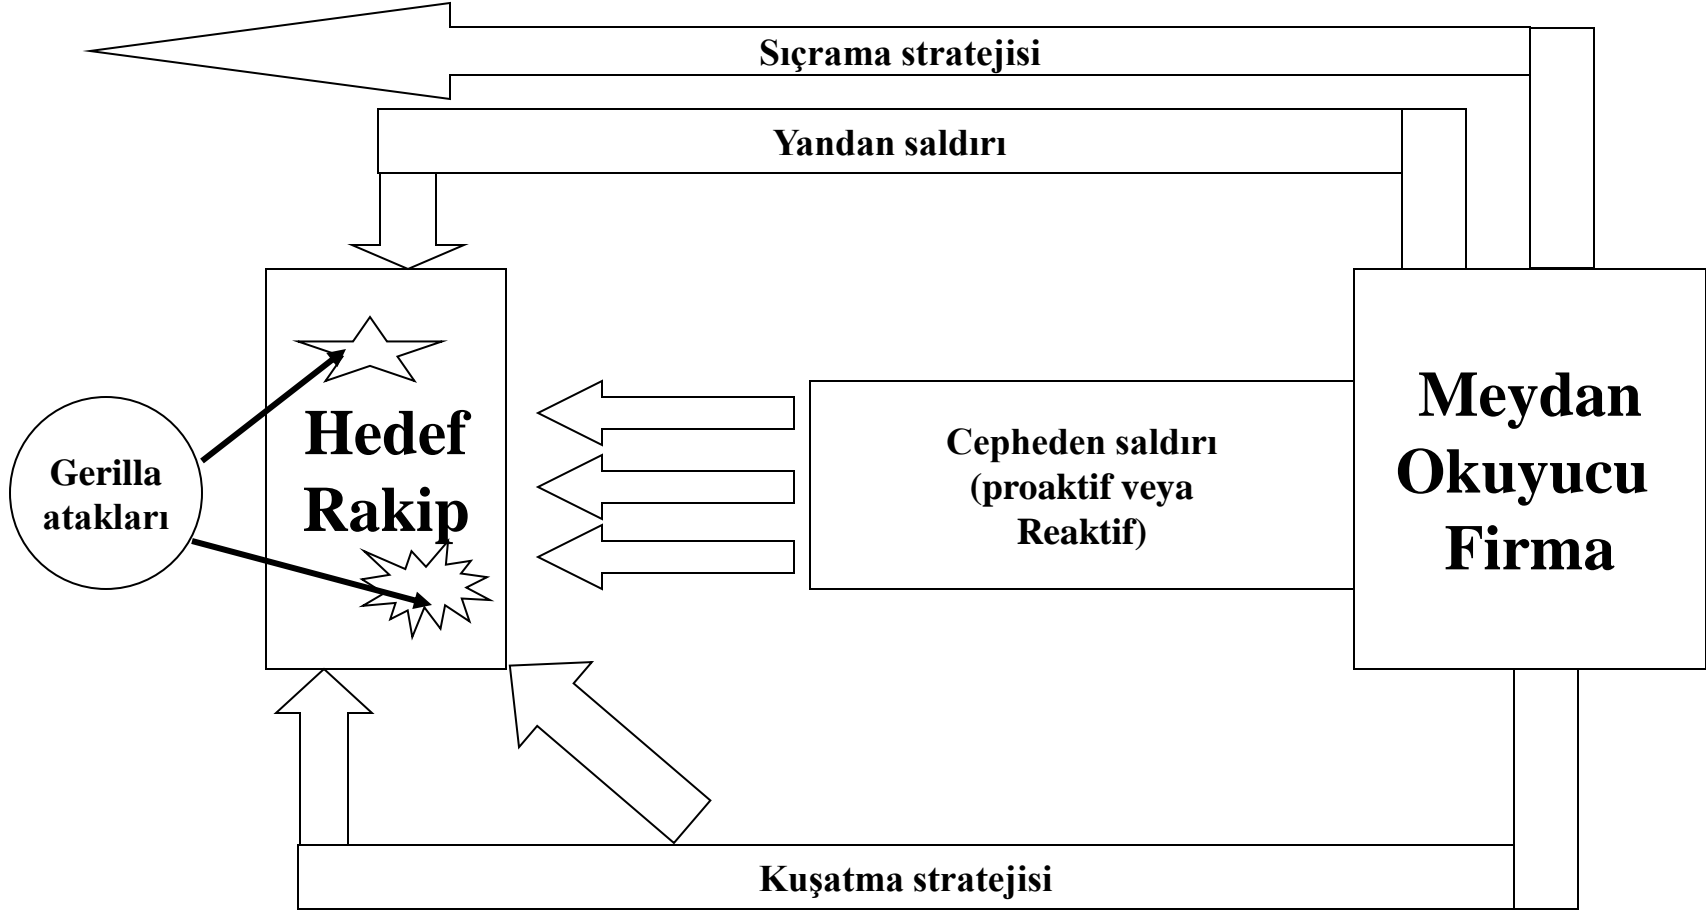 Sıçrama stratejisi
Yandan saldırı
Gerilla
atakları
Hedef
Rakip
Cepheden saldırı
(proaktif veya
Reaktif)
Meydan
Okuyucu
Firma
Kuşatma stratejisi